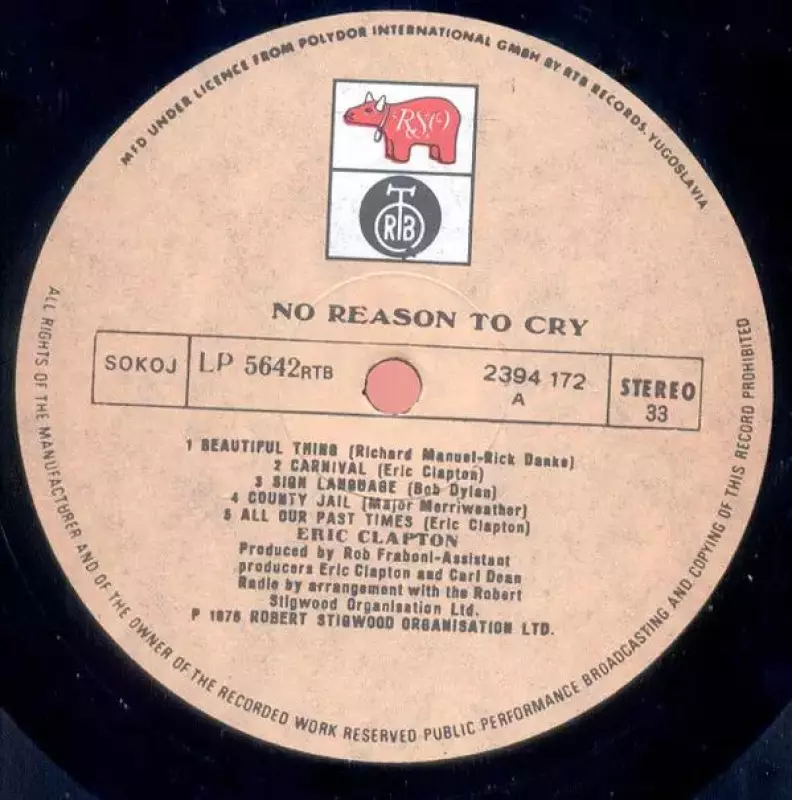 MFD UNDER LICENCE FROM POLYDOR INTERNATIONAL GMBH BY RTB RECORDS, YUGOSLAVIA
RSO
RTB
NO REASON TO CRY
SOKOJ
LP 5642RTB
2394 172
A
STEREO
33
1 BEAUTIFUL THING (Richard Manuel-Rick Danko)
2 CARNIVAL (Eric Clapton)
3 SIGN LANGUAGE (Bob Dylan)
4 COUNTY JAIL (Major Merriweather)
5 ALL OUR PAST TIMES (Eric Clapton)
ERIC CLAPTON
Produced by Rob Fraboni-Assistant
producers Eric Clapton and Carl Dean
Radle by arrangement with the Robert
Stigwood Organisation Ltd.
P 1976 ROBERT STIGWOOD ORGANISATION LTD.
ALL RIGHTS OF THE MANUFACTURER AND OF THE OWNER OF THE RECORDED WORK RESERVED PUBLIC PERFORMANCE BROADCASTING AND COPYING OF THIS RECORD PROHIBITED